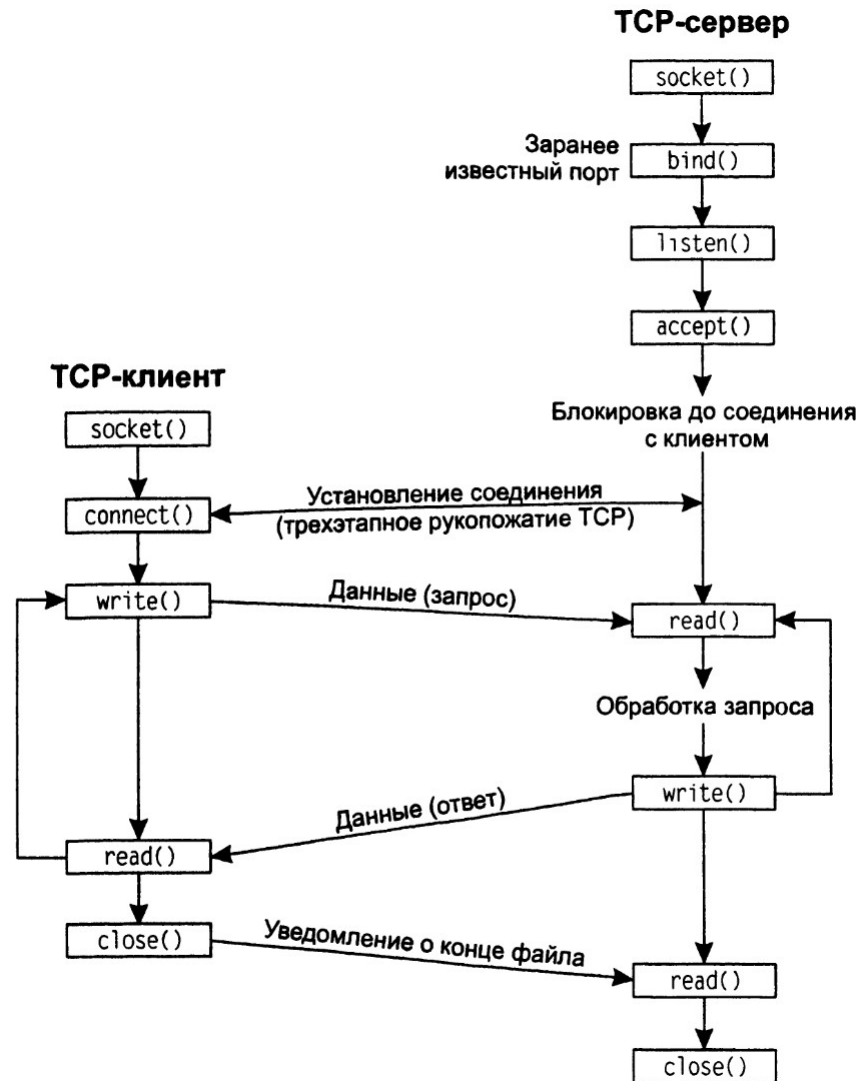 TCP-сервер
socket()
Заранее
известный порт
bind()
listen()
accept()
Блокировка до соединения
с клиентом
TCP-клиент
socket()
connect()
Установление соединения
(трехэтапное рукопожатие TCP)
write()
Данные (запрос)
read()
Обработка запроса
write()
Данные (ответ)
read()
close()
Уведомление о конце файла
read()
close()